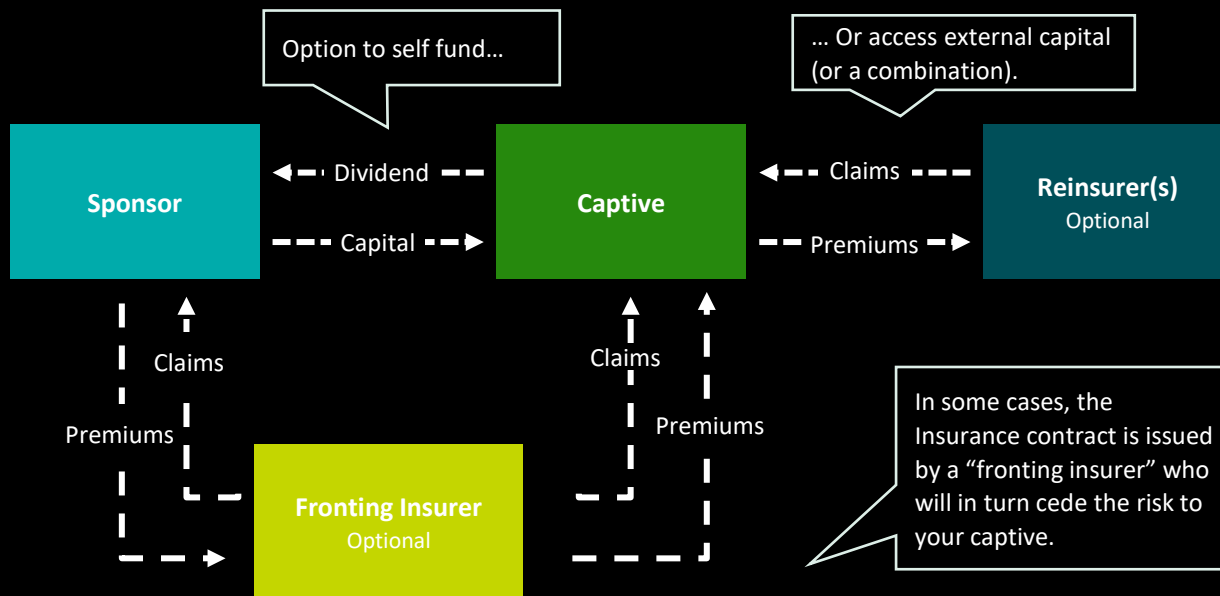 Option to self fund…
… Or access external capital
(or a combination).
Sponsor
Dividend
Capital
Captive
Claims
Premiums
Reinsurer(s)
Optional
Claims
Premiums
Claims
Premiums
Fronting Insurer
Optional
In some cases, the
Insurance contract is issued
by a “fronting insurer” who
will in turn cede the risk to
your captive.